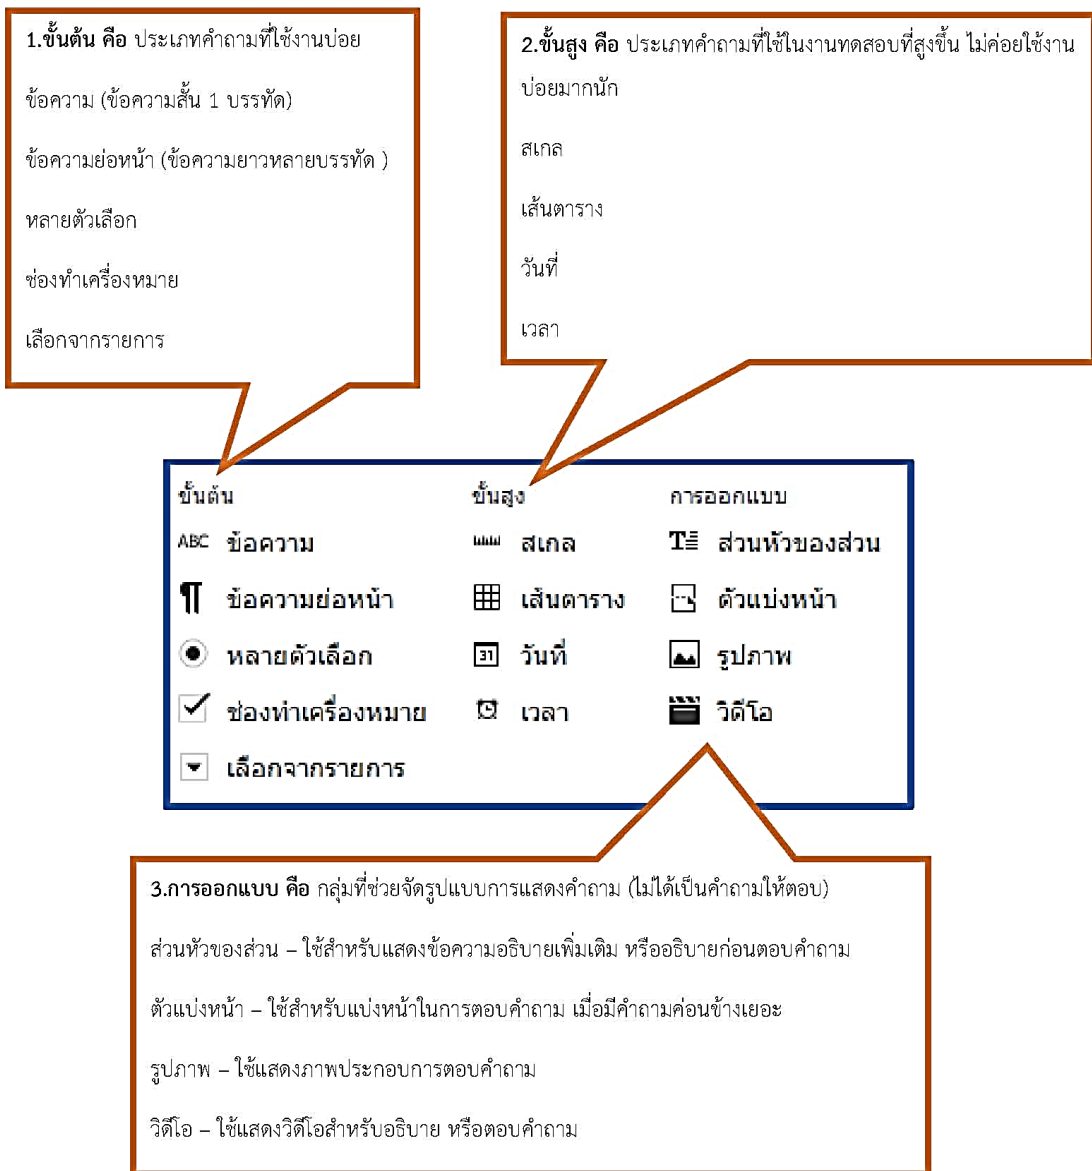 1.ขั้นต้น คือ ประเภทคำถามที่ใช้งานบ่อย
ข้อความ (ข้อความสั้น 1 บรรทัด)
ข้อความย่อหน้า (ข้อความยาวหลายบรรทัด )
หลายตัวเลือก
ช่องทำเครื่องหมาย
เลือกจากรายการ
2.ขั้นสูง คือ ประเภทคำถามที่ใช้ในงานทดสอบที่สูงขึ้น ไม่ค่อยใช้งาน
บ่อยมากนัก
สเกล
เส้นตาราง
วันที่
เวลา
ขั้นต้น
ABC ข้อความ
¶ ข้อความย่อหน้า
หลายตัวเลือก
ช่องทำเครื่องหมาย
เลือกจากรายการ
ขั้นสูง
สเกล
เส้นตาราง
31 วันที่
เวลา
การออกแบบ
T ส่วนหัวของส่วน
ตัวแบ่งหน้า
รูปภาพ
วิดีโอ
3.การออกแบบ คือ กลุ่มที่ช่วยจัดรูปแบบการแสดงคำถาม (ไม่ได้เป็นคำถามให้ตอบ)
ส่วนหัวของส่วน – ใช้สำหรับแสดงข้อความอธิบายเพิ่มเติม หรืออธิบายก่อนตอบคำถาม
ตัวแบ่งหน้า – ใช้สำหรับแบ่งหน้าในการตอบคำถาม เมื่อมีคำถามค่อนข้างเยอะ
รูปภาพ – ใช้แสดงภาพประกอบการตอบคำถาม
วิดีโอ – ใช้แสดงวิดีโอสำหรับอธิบาย หรือตอบคำถาม